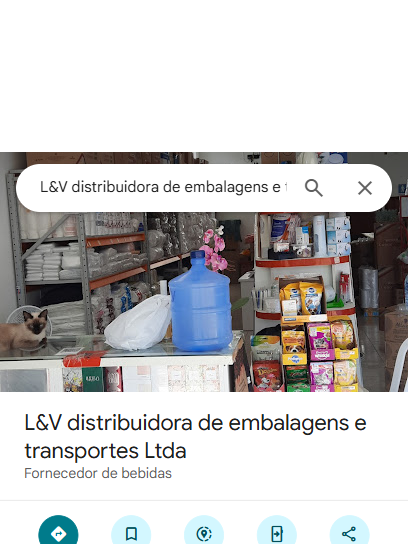 L&V distribuidora de embalagens e t
L&V distribuidora de embalagens e
transportes Ltda
Fornecedor de bebidas